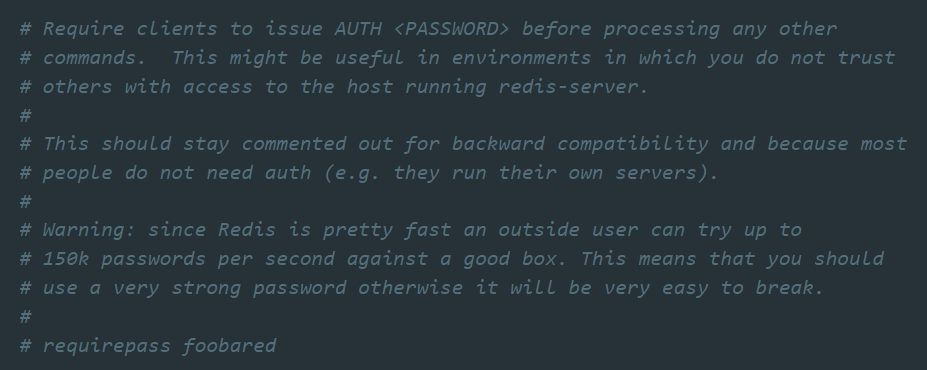 # Require clients to issue AUTH <PASSWORD> before processing any other
# commands.  This might be useful in environments in which you do not trust
# others with access to the host running redis-server.
#
# This should stay commented out for backward compatibility and because most
# people do not need auth (e.g. they run their own servers).
#
# Warning: since Redis is pretty fast an outside user can try up to
# 150k passwords per second against a good box. This means that you should
# use a very strong password otherwise it will be very easy to break.
#
# requirepass foobared